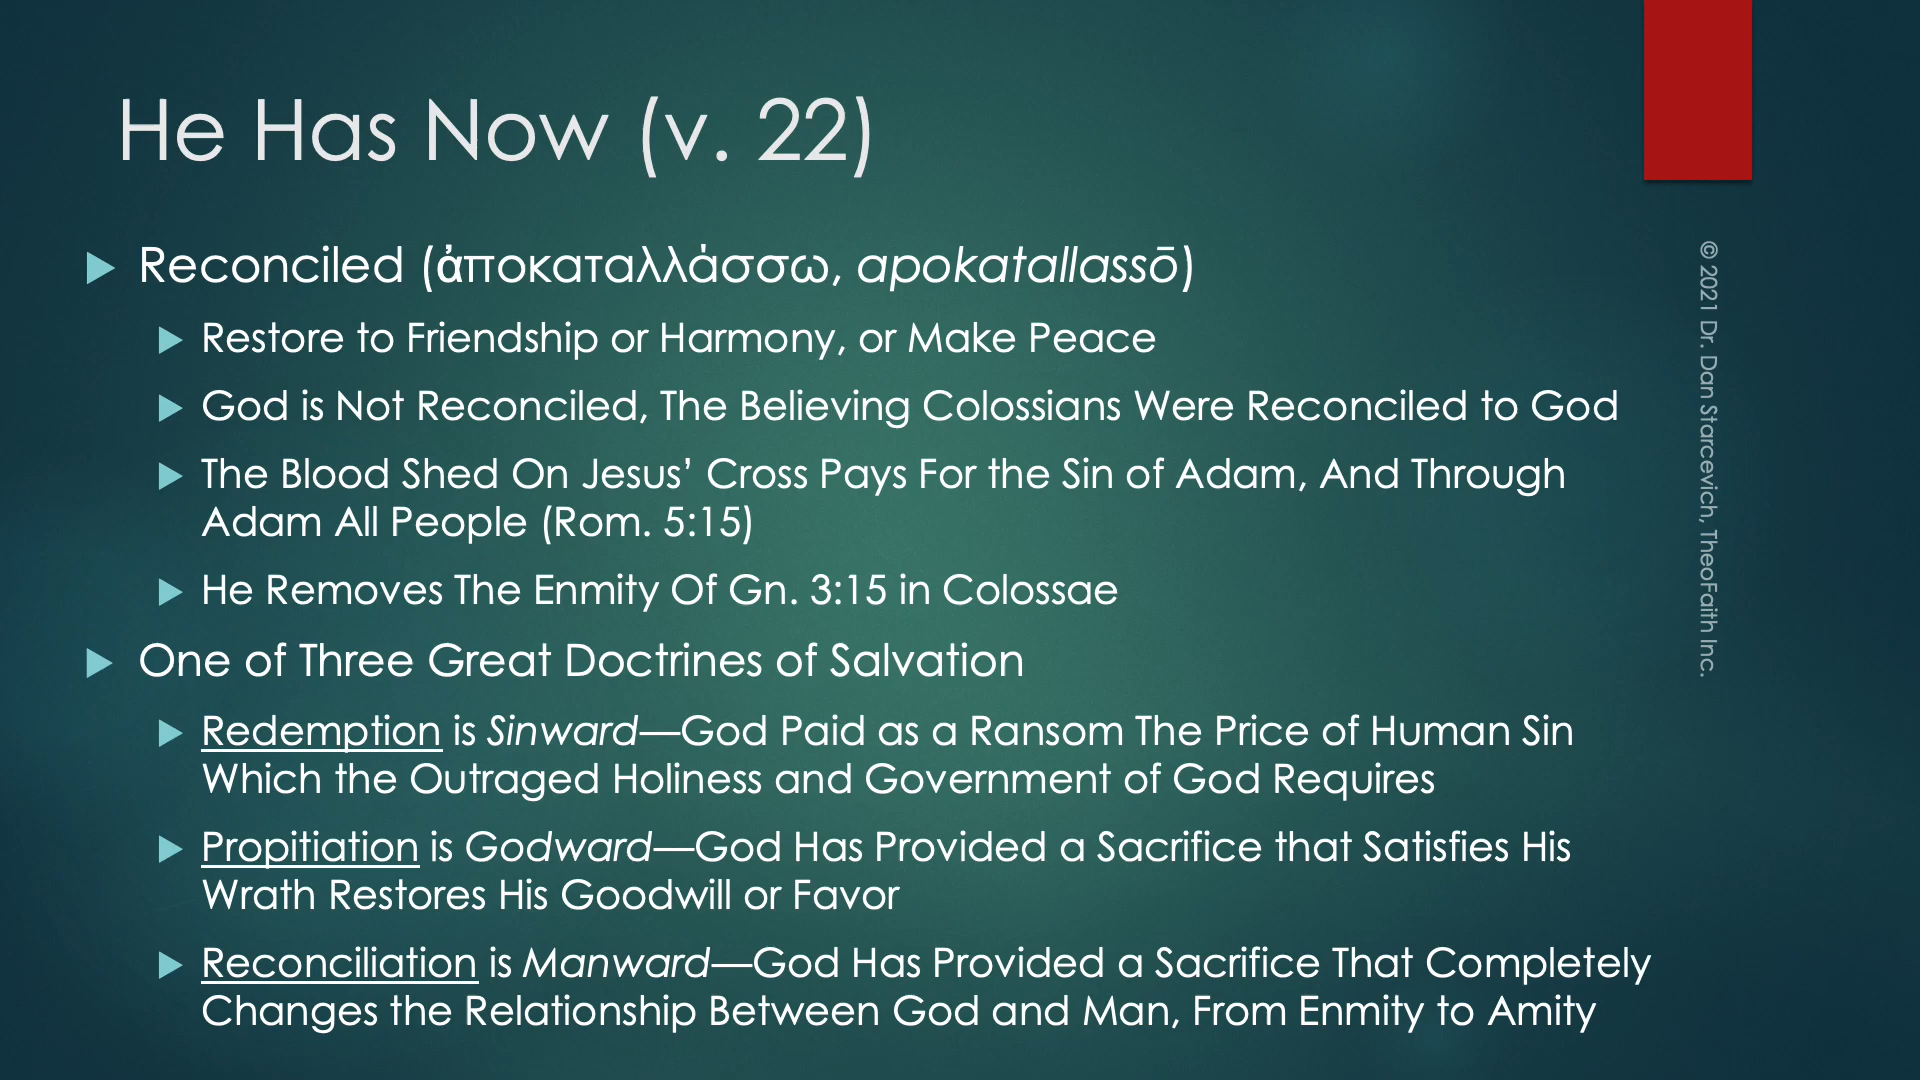 He Has Now (v. 22)
Reconciled (ἀποκαταλλάσσω, apokatallassō)
Restore to Friendship or Harmony, or Make Peace
God is Not Reconciled, The Believing Colossians Were Reconciled to God
The Blood Shed On Jesus’ Cross Pays For the Sin of Adam, And Through
Adam All People (Rom. 5:15)
He Removes The Enmity Of Gn. 3:15 in Colossae
One of Three Great Doctrines of Salvation
Redemption is Sinward—God Paid as a Ransom The Price of Human Sin
Which the Outraged Holiness and Government of God Requires
Propitiation is Godward—God Has Provided a Sacrifice that Satisfies His
Wrath Restores His Goodwill or Favor
Reconciliation is Manward—God Has Provided a Sacrifice That Completely
Changes the Relationship Between God and Man, From Enmity to Amity
© 2021 Dr. Dan Starcevich, TheoFaith Inc.